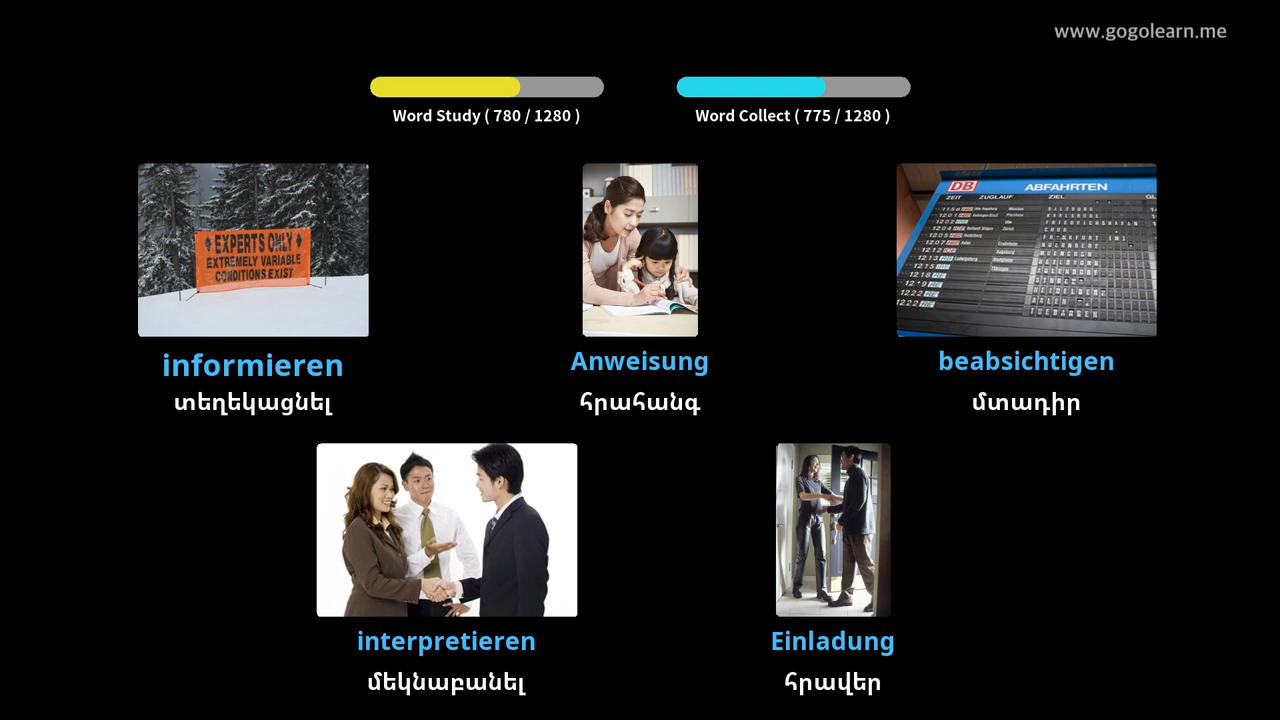 www.gogolearn.me
Word Study ( 780 / 1280 )
Word Collect ( 775 / 1280 )
EXPERTS ONLY
EXTREMELY VARIABLE
CONDITIONS EXIST
DB ABFAHRTEN
ZEIT ZUGLAUF ZIEL
informieren
տեղեկացնել
Anweisung
հրահանգ
beabsichtigen
մտադիր
interpretieren
մեկնաբանել
Einladung
հրավեր